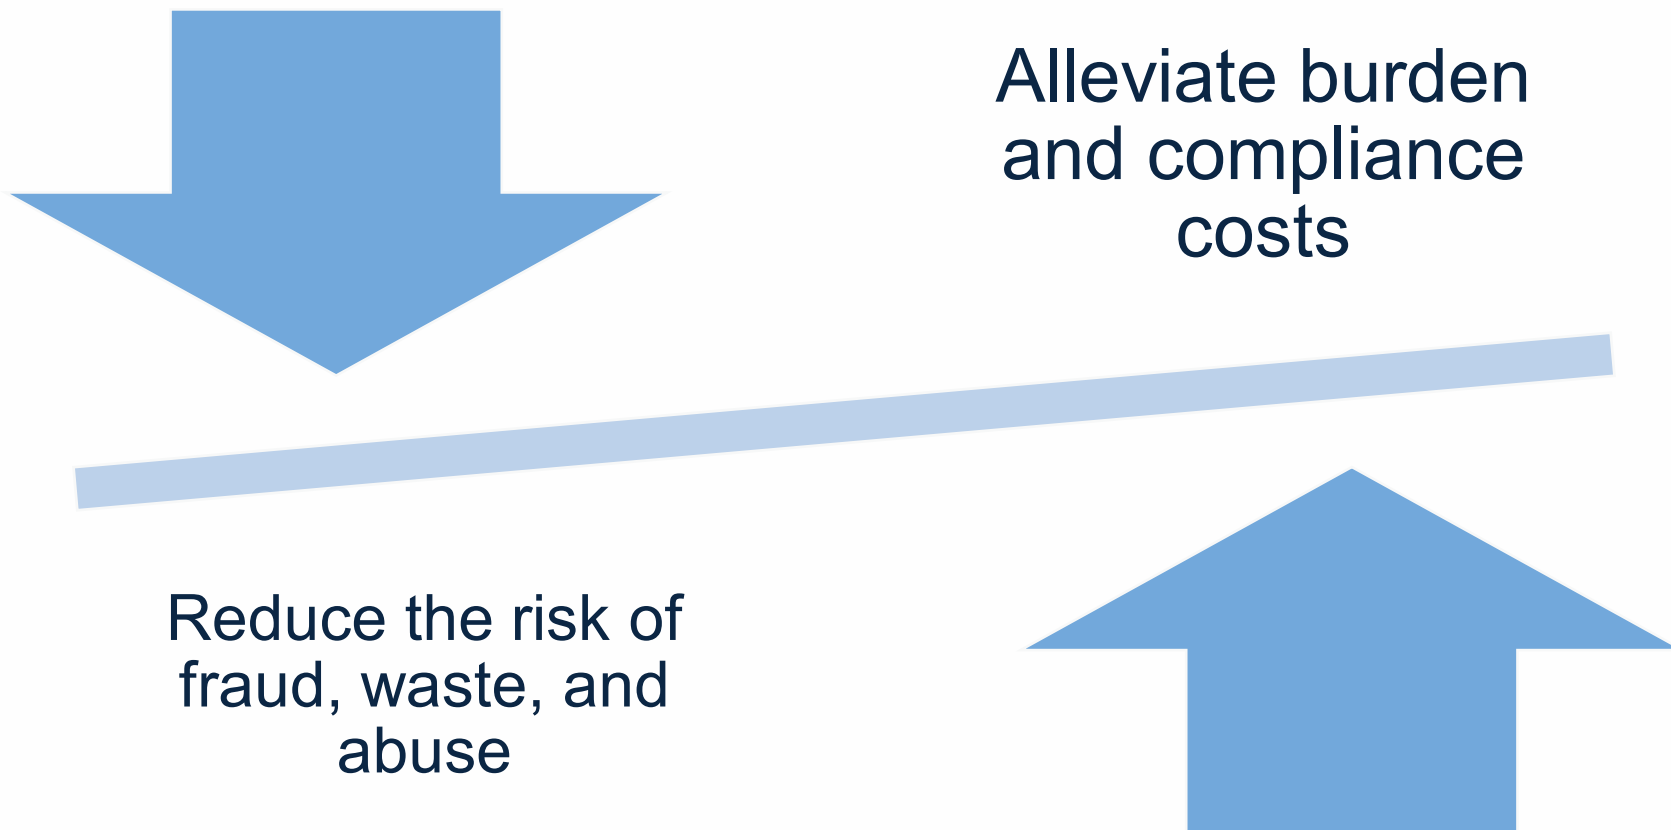 Alleviate burden
and compliance
costs
Reduce the risk of
fraud, waste, and
abuse